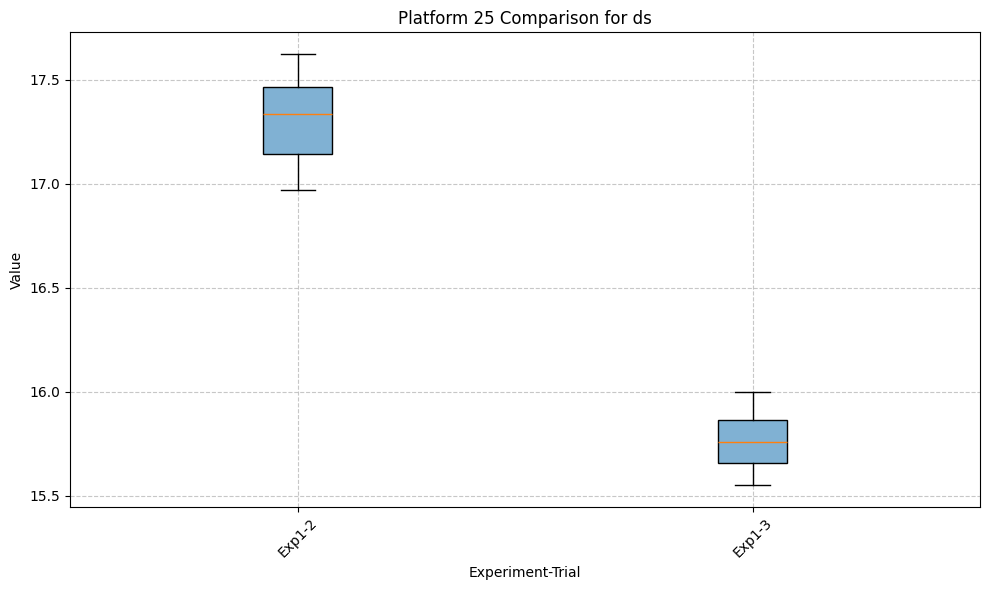 Platform 25 Comparison for ds
Value
17.5
17.0
16.5
16.0
15.5
Exp1-2
Exp1-3
Experiment-Trial